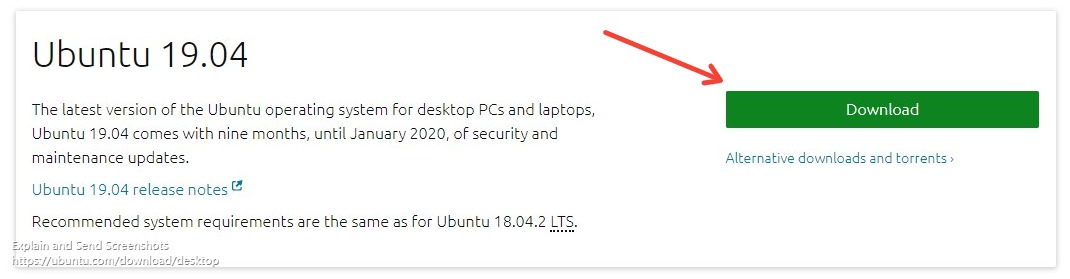 Ubuntu 19.04
The latest version of the Ubuntu operating system for desktop PCs and laptops,
Ubuntu 19.04 comes with nine months, until January 2020, of security and
maintenance updates.
Ubuntu 19.04 release notes
Recommended system requirements are the same as for Ubuntu 18.04.2 LTS.
Download
Alternative downloads and torrents ›
Explain and Send Screenshots
https://ubuntu.com/download/desktop